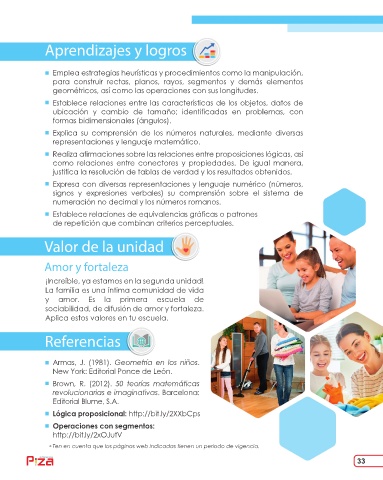 Aprendizajes y logros
Emplea estrategias heurísticas y procedimientos como la manipulación,
para construir rectas, planos, rayos, segmentos y demás elementos
geométricos, así como las operaciones con sus longitudes.
Establece relaciones entre las características de los objetos, datos de
ubicación y cambio de tamaño; identificadas en problemas, con
formas bidimensionales (ángulos).
Explica su comprensión de los números naturales, mediante diversas
representaciones y lenguaje matemático.
Realiza afirmaciones sobre las relaciones entre proposiciones lógicas, así
como relaciones entre conectores y propiedades. De igual manera,
justifica la resolución de tablas de verdad y los resultados obtenidos.
Expresa con diversas representaciones y lenguaje numérico (números,
signos y expresiones verbales) su comprensión sobre el sistema de
numeración no decimal y los números romanos.
Establece relaciones de equivalencias gráficas o patrones
de repetición que combinan criterios perceptuales.
Valor de la unidad
Amor y fortaleza
¡Increíble, ya estamos en la segunda unidad!
La familia es una íntima comunidad de vida
y amor. Es la primera escuela de
sociabilidad, de difusión de amor y fortaleza.
Aplica estos valores en tu escuela.
Referencias
Armas, J. (1981). Geometría en los niños.
New York: Editorial Ponce de León.
Brown, R. (2012). 50 teorías matemáticas
revolucionarias e imaginativas. Barcelona:
Editorial Blume, S.A.
Lógica proposicional: http://bit.ly/2XXbCps
Operaciones con segmentos:
http://bit.ly/2xOJufV
• Ten en cuenta que las páginas web indicadas tienen un periodo de vigencia.
Piza
33